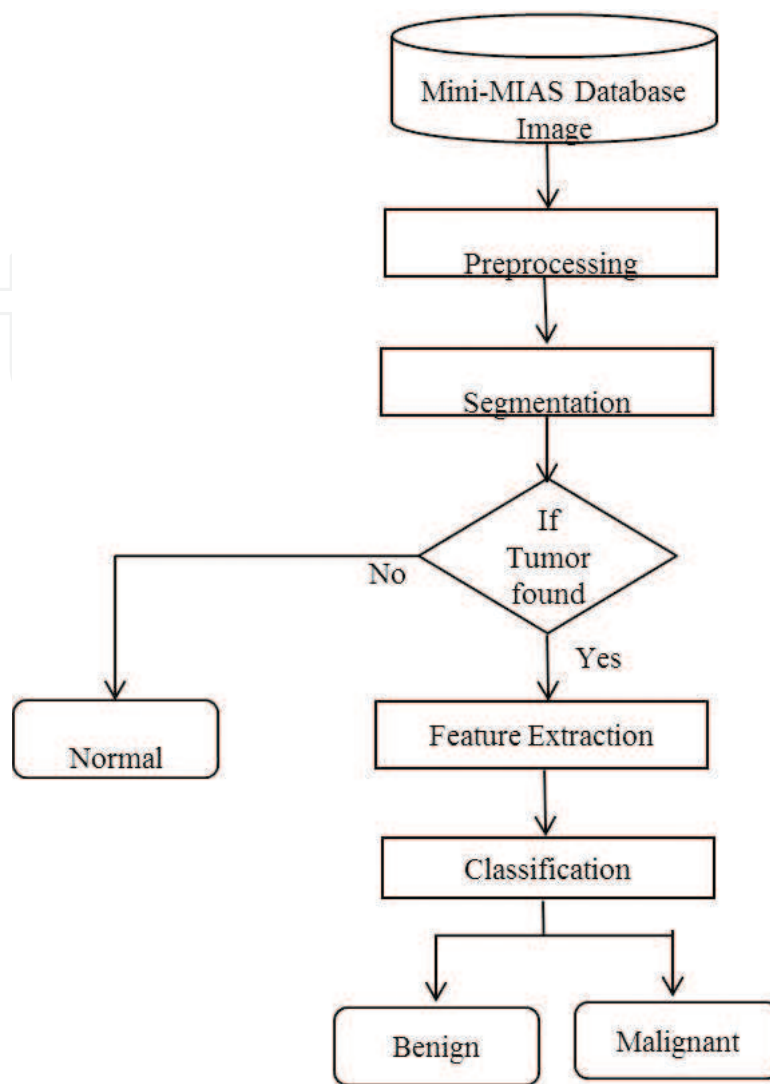 Mini-MIAS Database
Image
Preprocessing
Segmentation
If
Tumor
found
No
Yes
Normal
Feature Extraction
Classification
Benign
Malignant